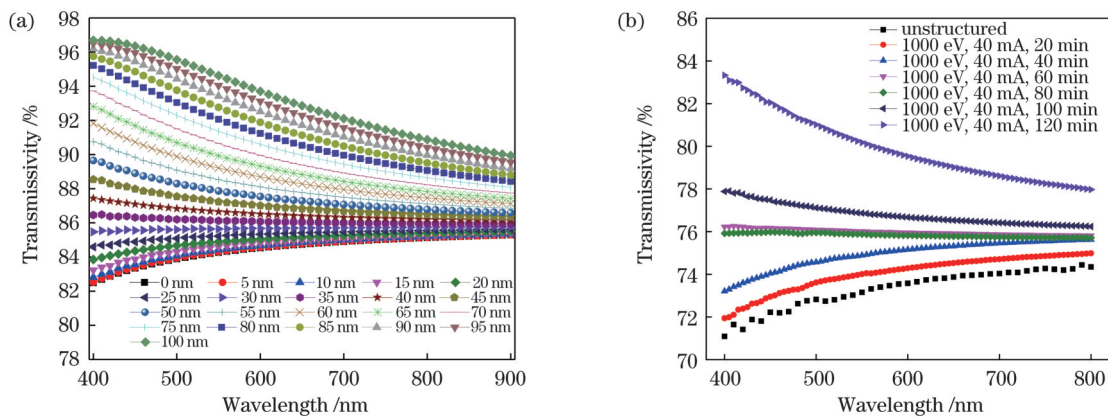 (a)
98
96
94
92
90
88
86
84
82
80
78
Transmissivity /%
0 nm 5 nm 10 nm 15 nm 20 nm
25 nm 30 nm 35 nm 40 nm 45 nm
50 nm 55 nm 60 nm 65 nm 70 nm
75 nm 80 nm 85 nm 90 nm 95 nm
100 nm
400 500 600 700 800 900
Wavelength /nm
(b)
86
84
82
80
78
76
74
72
70
Transmissivity /%
unstructured
1000 eV, 40 mA, 20 min
1000 eV, 40 mA, 40 min
1000 eV, 40 mA, 60 min
1000 eV, 40 mA, 80 min
1000 eV, 40 mA, 100 min
1000 eV, 40 mA, 120 min
400 500 600 700 800
Wavelength /nm